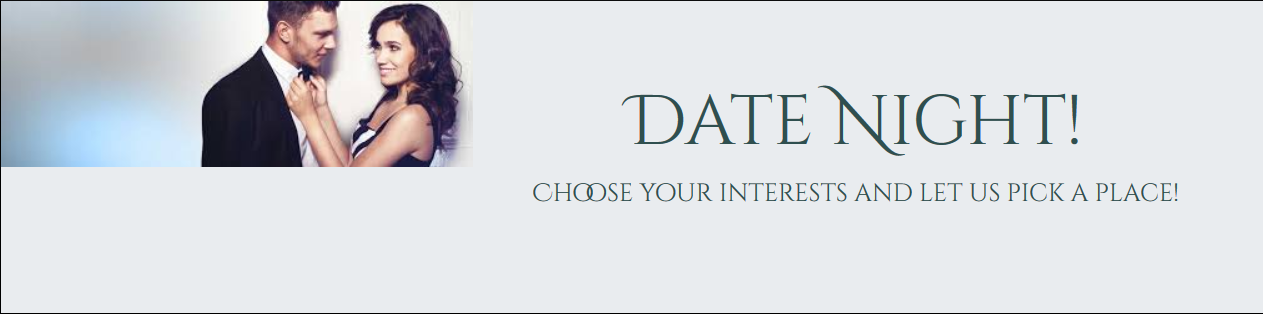 Date Night!
Choose your interests and let us pick a place!